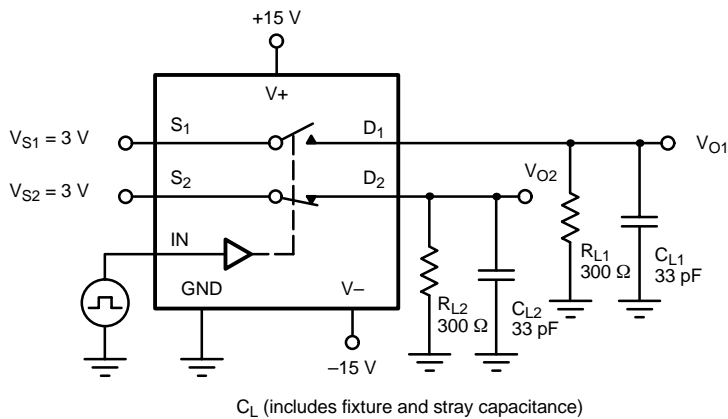 +15 V
V+
V_S1 = 3 V
S_1
D_1
V_O1
V_S2 = 3 V
S_2
D_2
V_O2
IN
R_L1
300 Ω
C_L1
33 pF
GND
V–
R_L2
300 Ω
C_L2
33 pF
–15 V
C_L (includes fixture and stray capacitance)